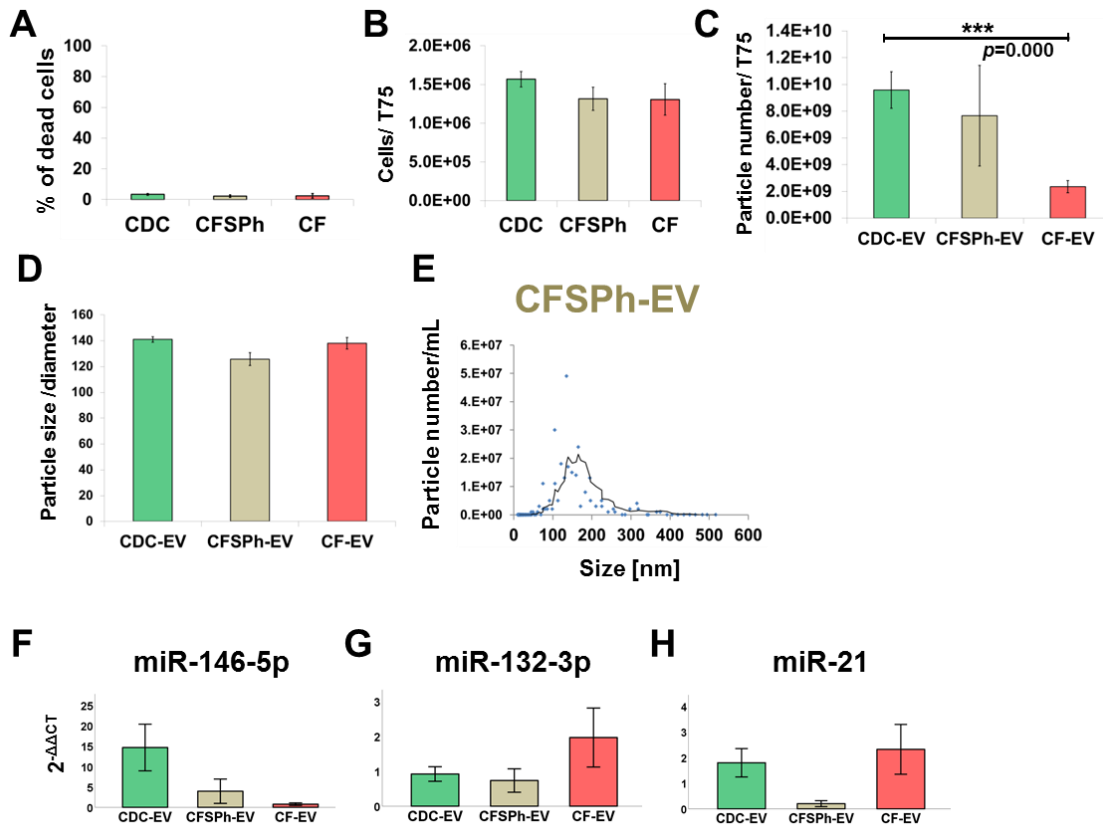 A
% of dead cells
100
80
60
40
20
0
CDC CFSPh CF
B
Cells/ T75
2.0E+06
1.5E+06
1.0E+06
5.0E+05
0.0E+00
CDC CFSPh CF
C
Particle number/ T75
1.4E+10
1.2E+10
1.0E+10
8.0E+09
6.0E+09
4.0E+09
2.0E+09
0.0E+00
***
p=0.000
CDC-EV CFSPh-EV CF-EV
D
Particle size /diameter
160
140
120
100
80
60
40
20
0
CDC-EV CFSPh-EV CF-EV
E
CFSPh-EV
Particle number/mL
6.E+07
5.E+07
4.E+07
3.E+07
2.E+07
1.E+07
0.E+00
0 100 200 300 400 500 600
Size [nm]
F
miR-146-5p
2-ΔΔCT
25
20
15
10
5
0
CDC-EV CFSPh-EV CF-EV
G
miR-132-3p
3
2
1
0
CDC-EV CFSPh-EV CF-EV
H
miR-21
4
3
2
1
0
CDC-EV CFSPh-EV CF-EV